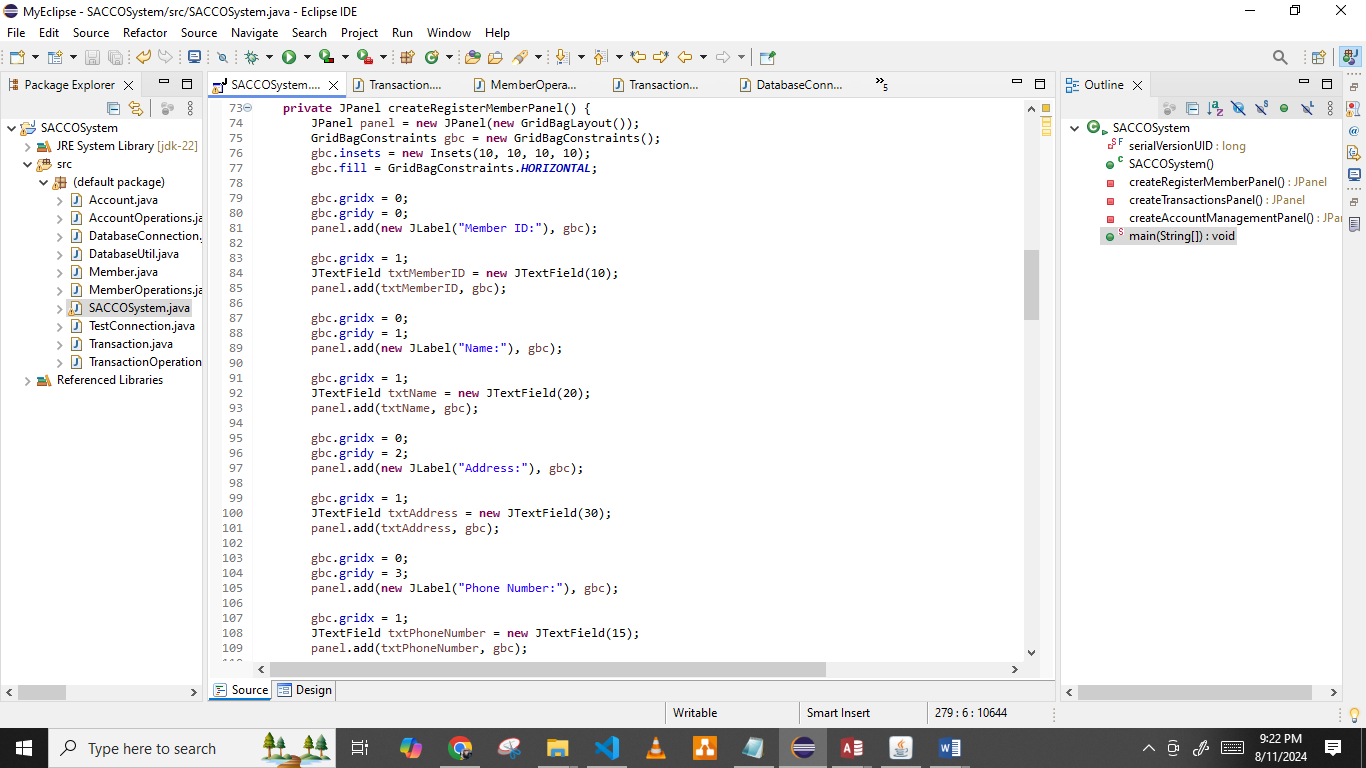 MyEclipse - SACCOSystem/src/SACCOSystem.java - Eclipse IDE
File Edit Source Refactor Source Navigate Search Project Run Window Help
Package Explorer
SACCOSystem....
Transaction....
MemberOpera...
Transaction...
DatabaseConn...
»5
Outline
SACCOSystem
JRE System Library [jdk-22]
src
(default package)
Account.java
AccountOperations.ja
DatabaseConnection.
DatabaseUtil.java
Member.java
MemberOperations.ja
SACCOSystem.java
TestConnection.java
Transaction.java
TransactionOperation
Referenced Libraries
73 private JPanel createRegisterMemberPanel() {
74 JPanel panel = new JPanel(new GridBagLayout());
75 GridBagConstraints gbc = new GridBagConstraints();
76 gbc.insets = new Insets(10, 10, 10, 10);
77 gbc.fill = GridBagConstraints.HORIZONTAL;
78
79 gbc.gridx = 0;
80 gbc.gridy = 0;
81 panel.add(new JLabel("Member ID:"), gbc);
82
83 gbc.gridx = 1;
84 JTextField txtMemberID = new JTextField(10);
85 panel.add(txtMemberID, gbc);
86
87 gbc.gridx = 0;
88 gbc.gridy = 1;
89 panel.add(new JLabel("Name:"), gbc);
90
91 gbc.gridx = 1;
92 JTextField txtName = new JTextField(20);
93 panel.add(txtName, gbc);
94
95 gbc.gridx = 0;
96 gbc.gridy = 2;
97 panel.add(new JLabel("Address:"), gbc);
98
99 gbc.gridx = 1;
100 JTextField txtAddress = new JTextField(30);
101 panel.add(txtAddress, gbc);
102
103 gbc.gridx = 0;
104 gbc.gridy = 3;
105 panel.add(new JLabel("Phone Number:"), gbc);
106
107 gbc.gridx = 1;
108 JTextField txtPhoneNumber = new JTextField(15);
109 panel.add(txtPhoneNumber, gbc);
SACCOSystem
serialVersionUID : long
SACCOSystem()
createRegisterMemberPanel() : JPanel
createTransactionsPanel() : JPanel
createAccountManagementPanel() : JPa
main(String[]) : void
Source
Design
Writable
Smart Insert
279 : 6 : 10644
Type here to search
9:22 PM
8/11/2024